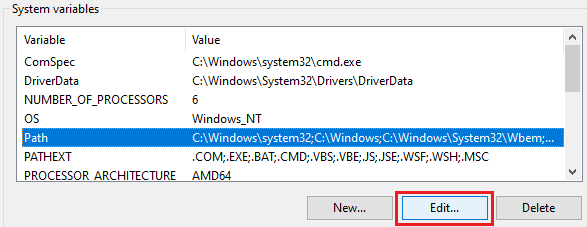 System variables
Variable Value
ComSpec C:\Windows\system32\cmd.exe
DriverData C:\Windows\System32\Drivers\DriverData
NUMBER_OF_PROCESSORS 6
OS Windows_NT
Path C:\Windows\system32;C:\Windows;C:\Windows\System32\Wbem;...
PATHEXT .COM;.EXE;.BAT;.CMD;.VBS;.VBE;.JS;.JSE;.WSF;.WSH;.MSC
PROCESSOR_ARCHITECTURE AMD64
New... Edit... Delete